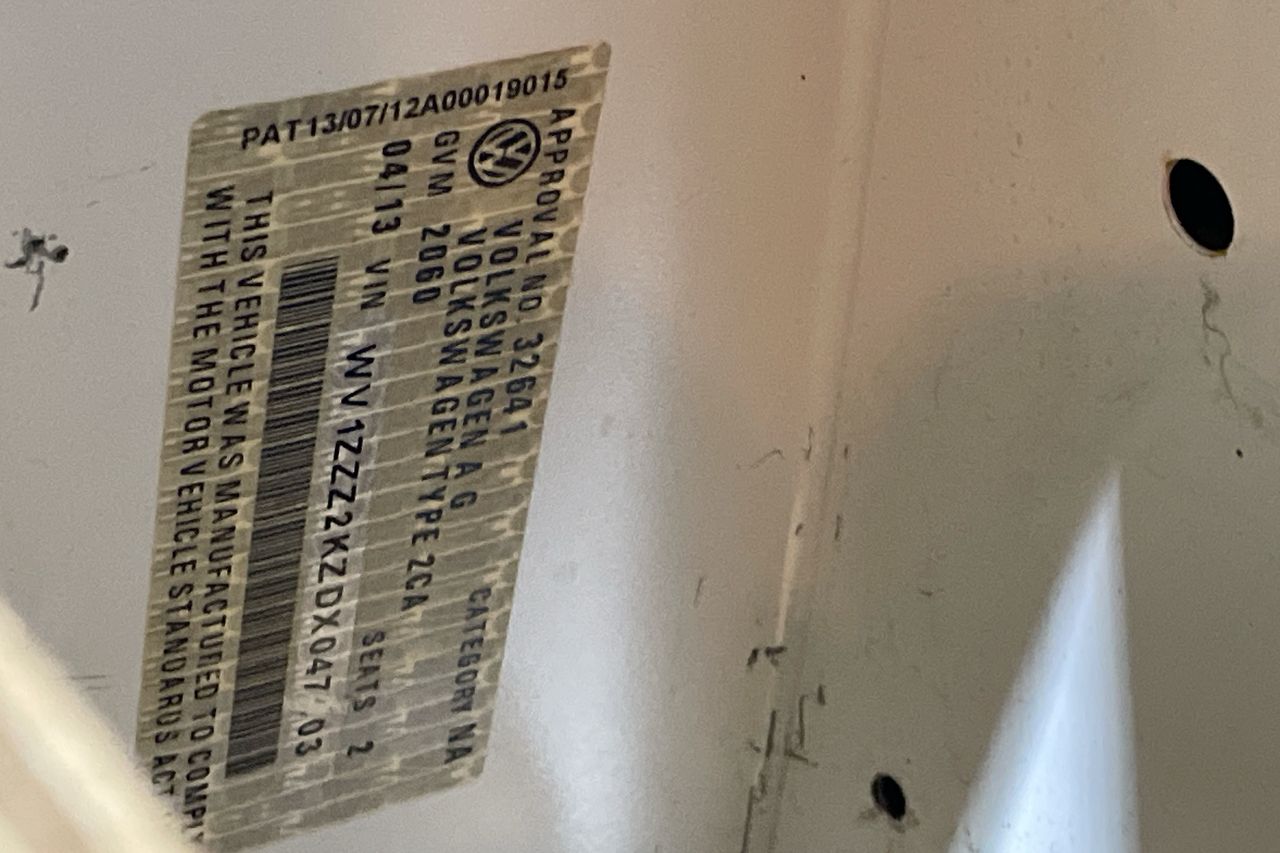 PAT13/07/12A00019015
APPROVAL NO. 32641 CATEGORY NA
VOLKSWAGEN A G
VOLKSWAGEN TYPE 2CA
GVM 2060 SEATS 2
04/13 VIN WV1ZZZ2KZDX047 03
THIS VEHICLE WAS MANUFACTURED TO COMPLY
WITH THE MOTOR VEHICLE STANDARDS ACT